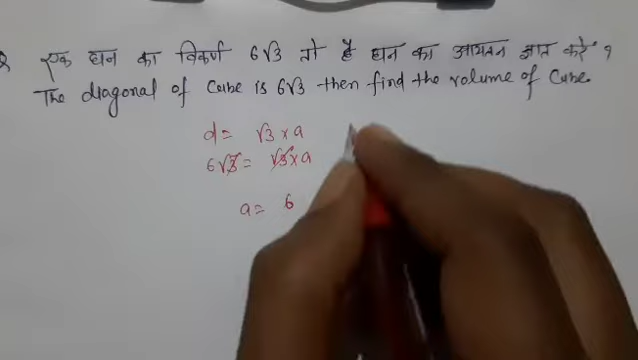 एक घन का विकर्ण 6√3 तो है घन का आयतन ज्ञात करें ?
The diagonal of Cube is 6√3 then find the volume of Cube.
d = √3 × a
6√3 = √3 × a
a = 6